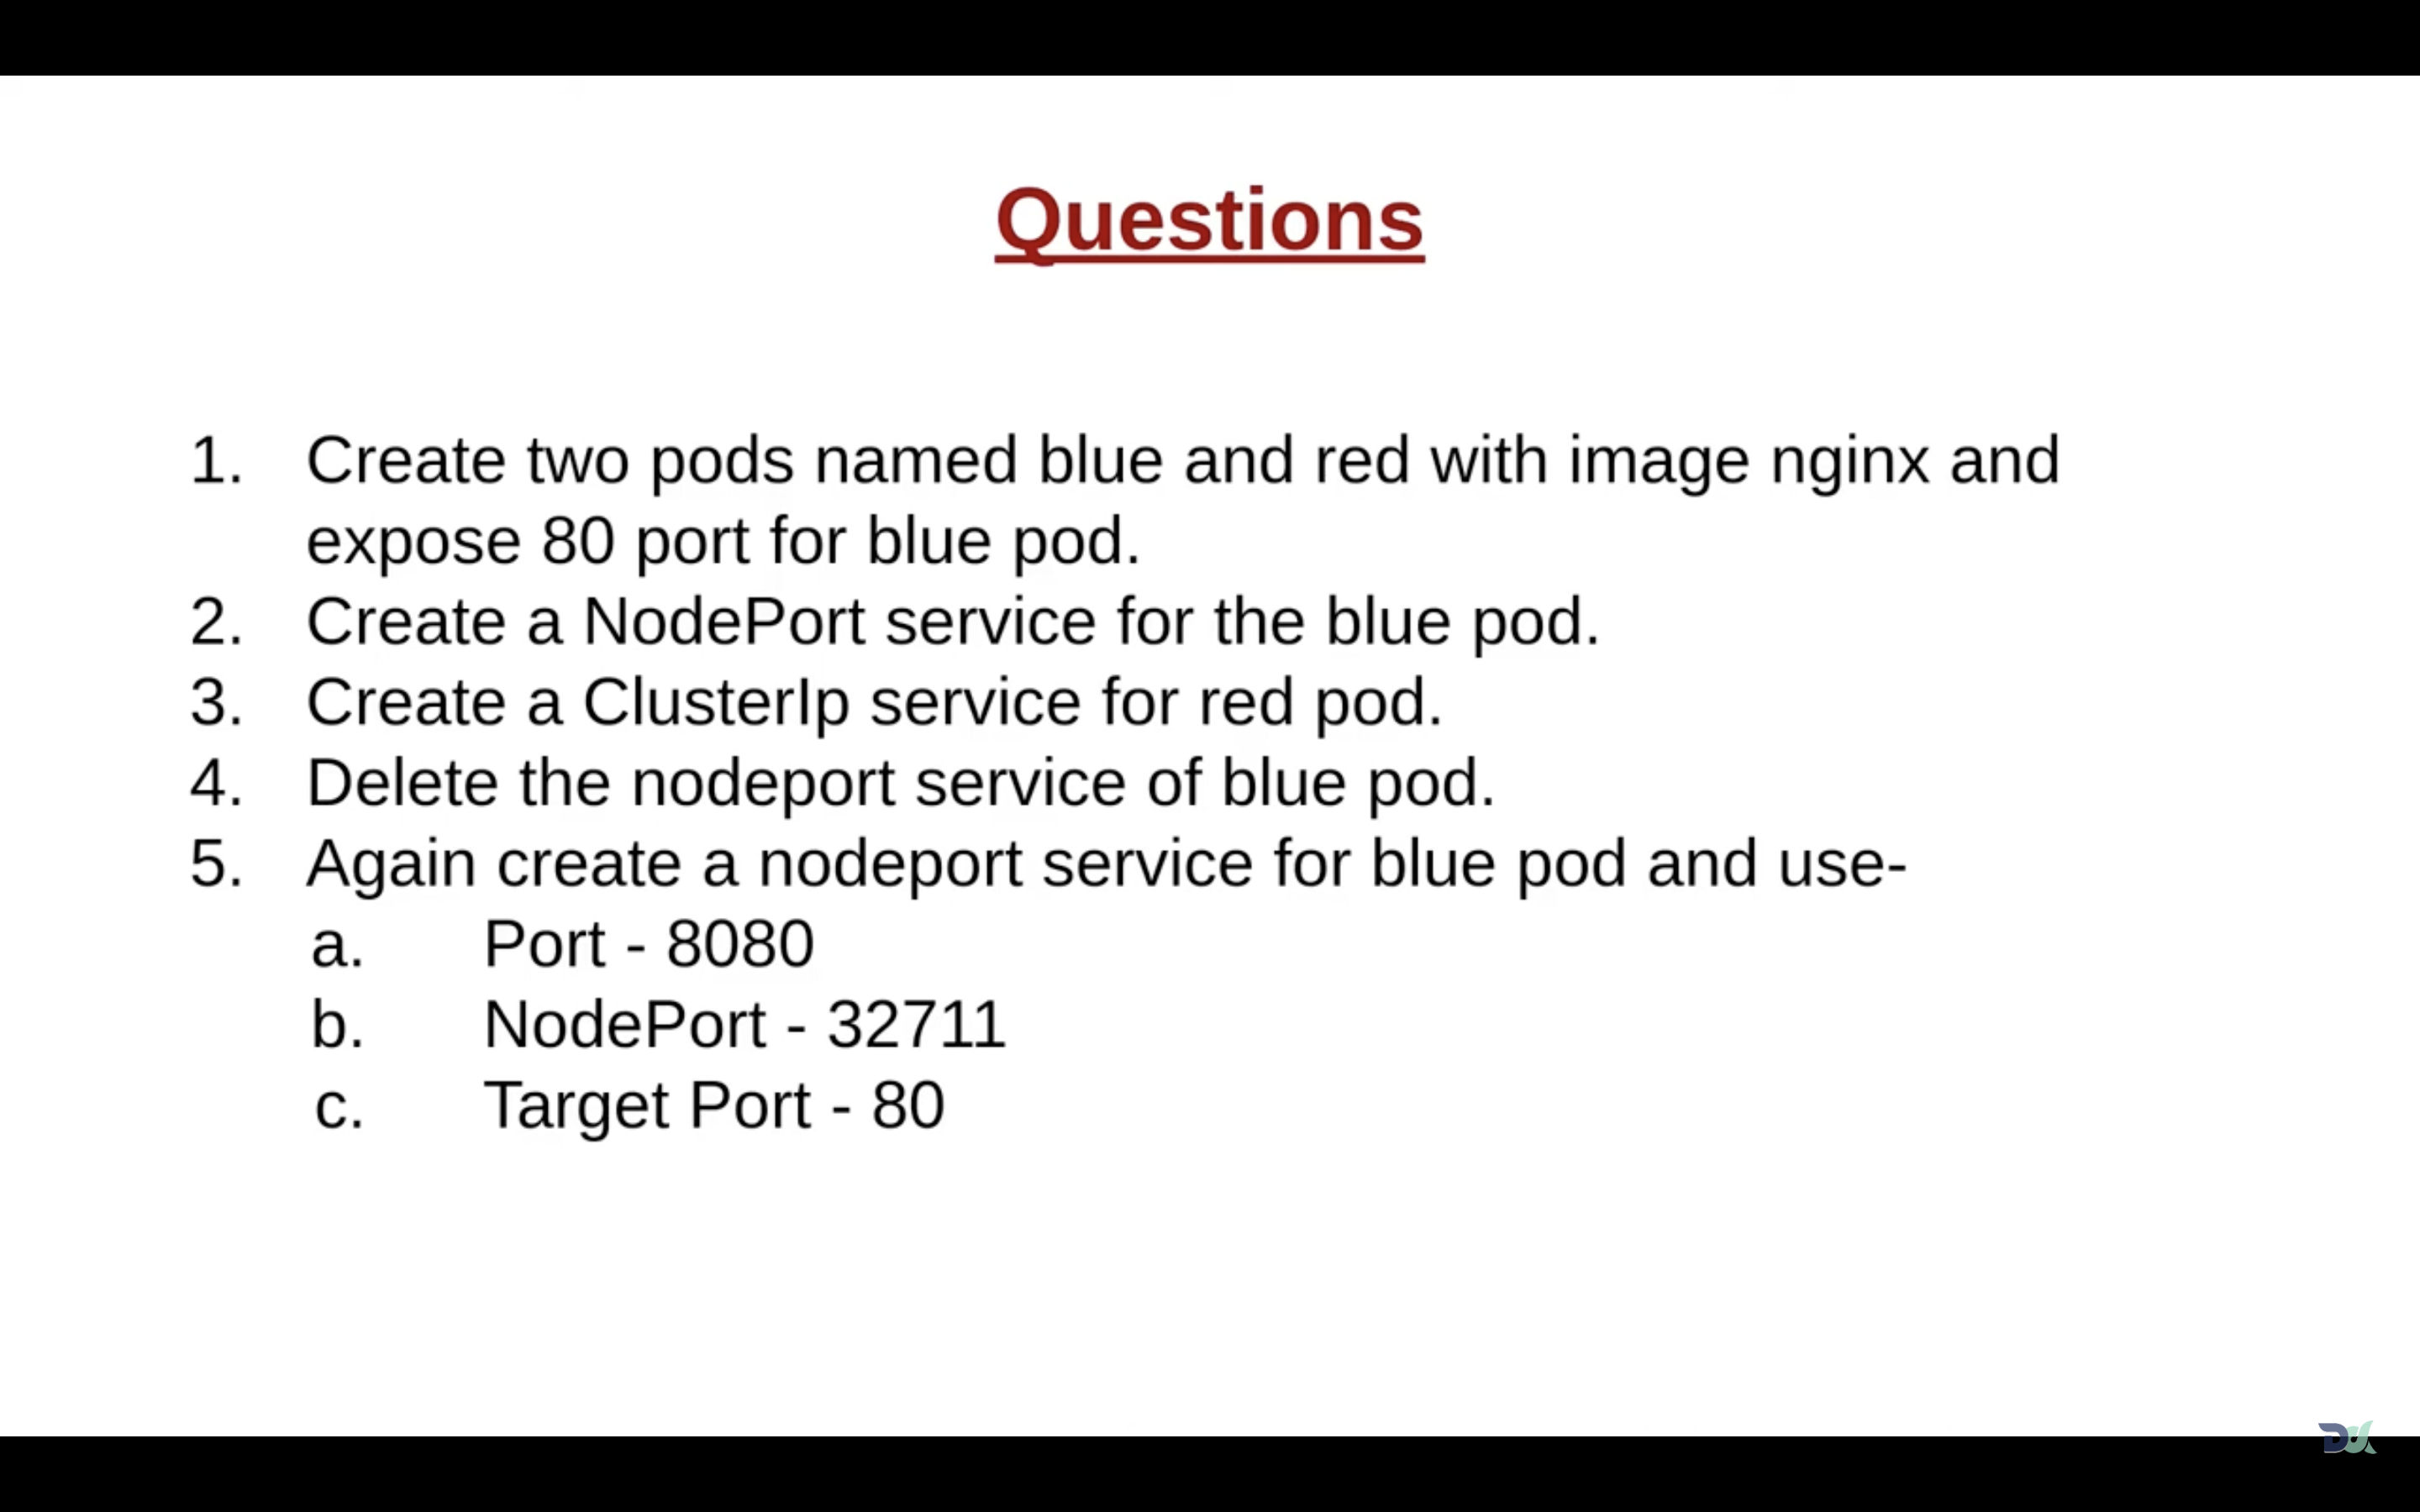 Questions
1. Create two pods named blue and red with image nginx and
expose 80 port for blue pod.
2. Create a NodePort service for the blue pod.
3. Create a ClusterIp service for red pod.
4. Delete the nodeport service of blue pod.
5. Again create a nodeport service for blue pod and use-
a. Port - 8080
b. NodePort - 32711
c. Target Port - 80